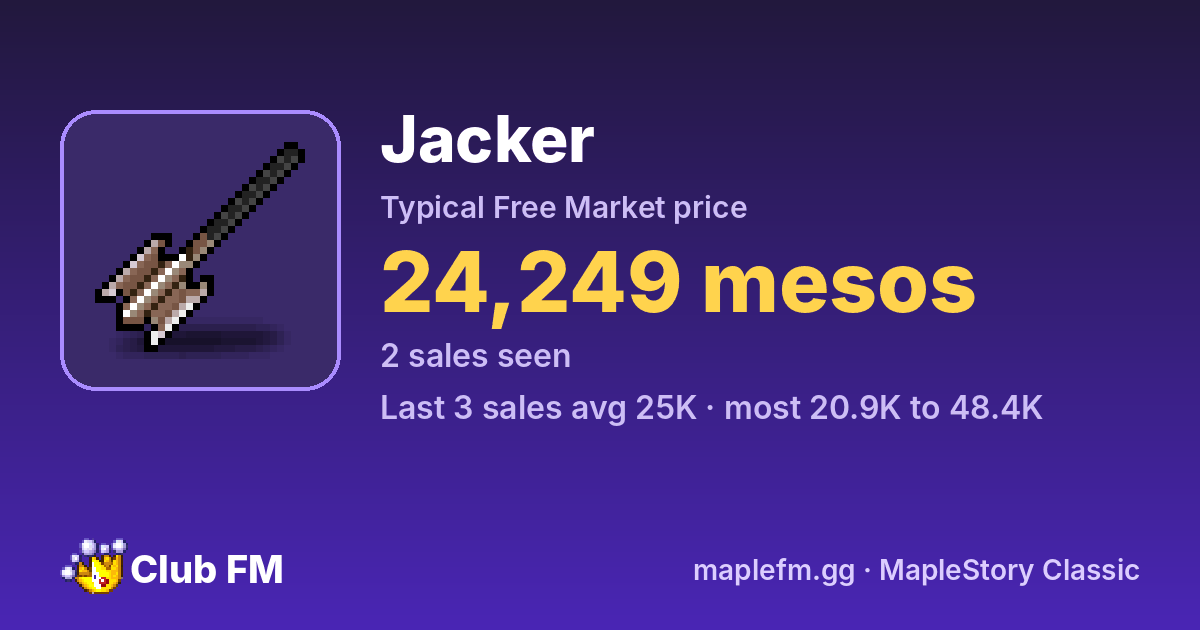 Jacker
Typical Free Market price
24,249 mesos
2 sales seen
Last 3 sales avg 25K · most 20.9K to 48.4K
Club FM
maplefm.gg · MapleStory Classic